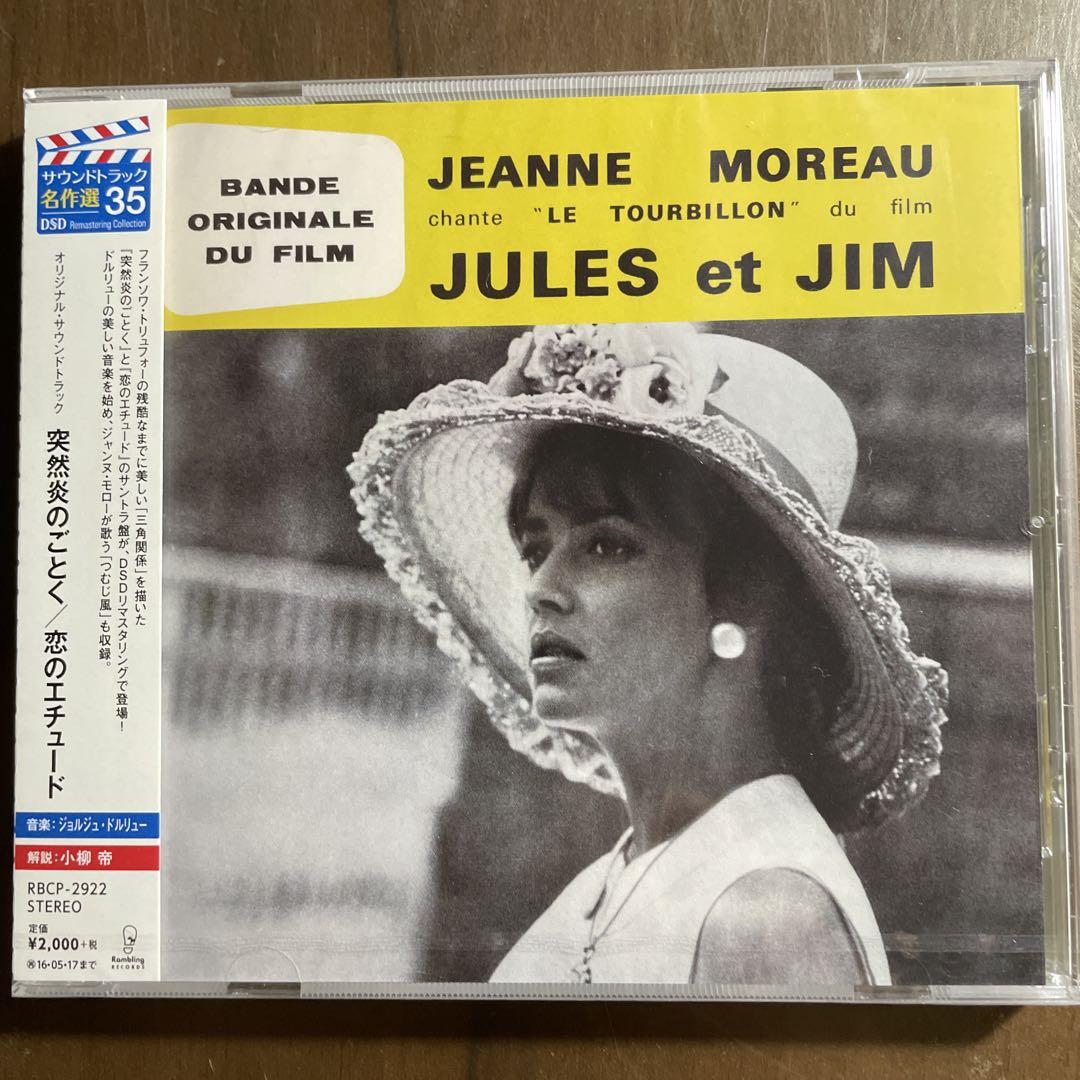 サウンドトラック
名作選 35
DSD Remastering Collection
フランソワ・トリュフォーの残酷なまでに美しい「三角関係」を描いた
『突然炎のごとく』と『恋のエチュード』のサントラ盤が、DSDリマスタリングで登場！
ドルリューの美しい音楽を始め、ジャンヌ・モローが歌う「つむじ風」も収録。
オリジナル・サウンドトラック
突然炎のごとく／恋のエチュード
音楽：ジョルジュ・ドルリュー
解説：小柳 帝
RBCP-2922
STEREO
定価
¥2,000+税
㋝16・05・17まで
Rambling
RECORDS
BANDE
ORIGINALE
DU FILM
JEANNE MOREAU
chante "LE TOURBILLON" du film
JULES et JIM